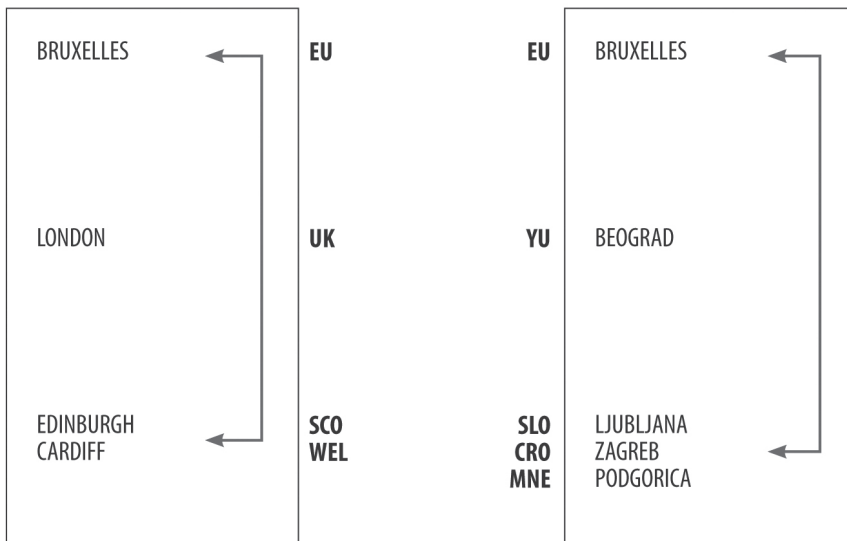 BRUXELLES EU EU BRUXELLES
LONDON UK YU BEOGRAD
EDINBURGH SCO SLO LJUBLJANA
CARDIFF WEL CRO ZAGREB
MNE PODGORICA